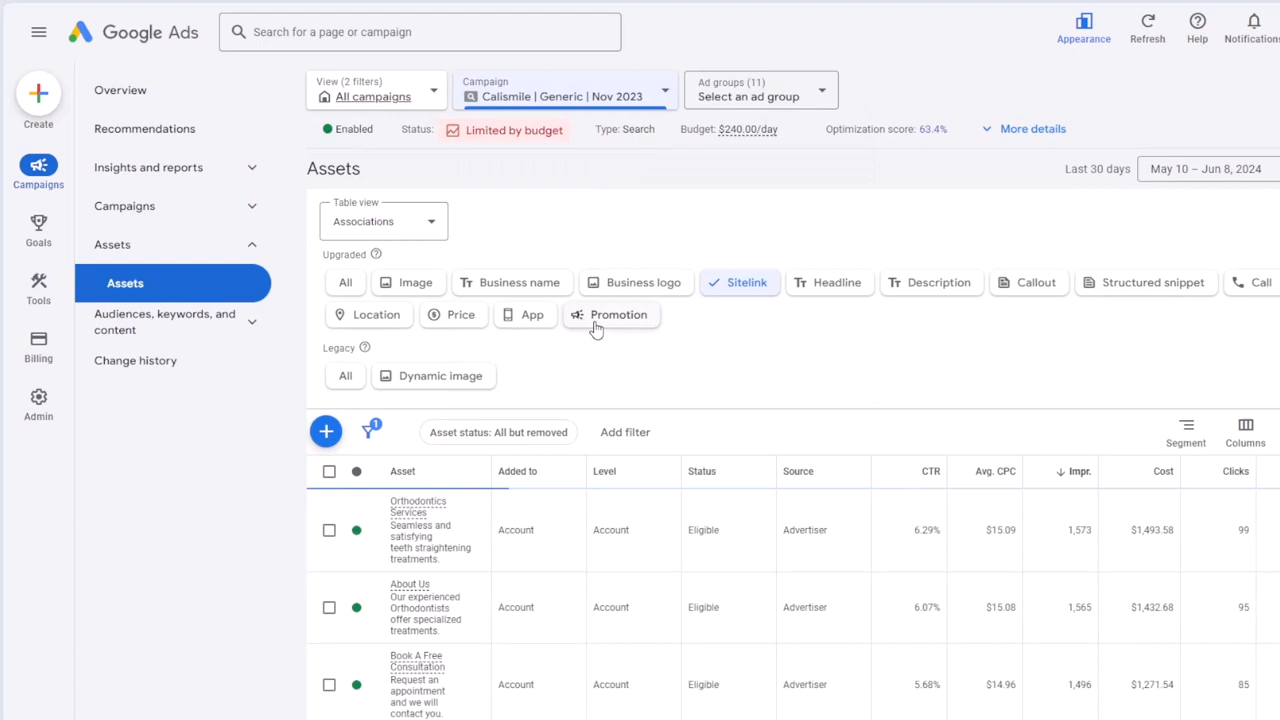 Google Ads
Search for a page or campaign
Appearance
Refresh
Help
Notifications
Create
Campaigns
Goals
Tools
Billing
Admin
Overview
Recommendations
Insights and reports
Campaigns
Assets
Assets
Audiences, keywords, and
content
Change history
View (2 filters)
All campaigns
Campaign
Calismile | Generic | Nov 2023
Ad groups (11)
Select an ad group
Enabled
Status:
Limited by budget
Type: Search
Budget: $240.00/day
Optimization score: 63.4%
More details
Assets
Last 30 days
May 10 – Jun 8, 2024
Table view
Associations
Upgraded
All
Image
Business name
Business logo
Sitelink
Headline
Description
Callout
Structured snippet
Call
Location
Price
App
Promotion
Legacy
All
Dynamic image
1
Asset status: All but removed
Add filter
Segment
Columns
Asset
Added to
Level
Status
Source
CTR
Avg. CPC
Impr.
Cost
Clicks
Orthodontics
Services
Seamless and
satisfying
teeth straightening
treatments.
Account
Account
Eligible
Advertiser
6.29%
$15.09
1,573
$1,493.58
99
About Us
Our experienced
Orthodontists
offer specialized
treatments.
Account
Account
Eligible
Advertiser
6.07%
$15.08
1,565
$1,432.68
95
Book A Free
Consultation
Request an
appointment
and we will
contact you.
Account
Account
Eligible
Advertiser
5.68%
$14.96
1,496
$1,271.54
85